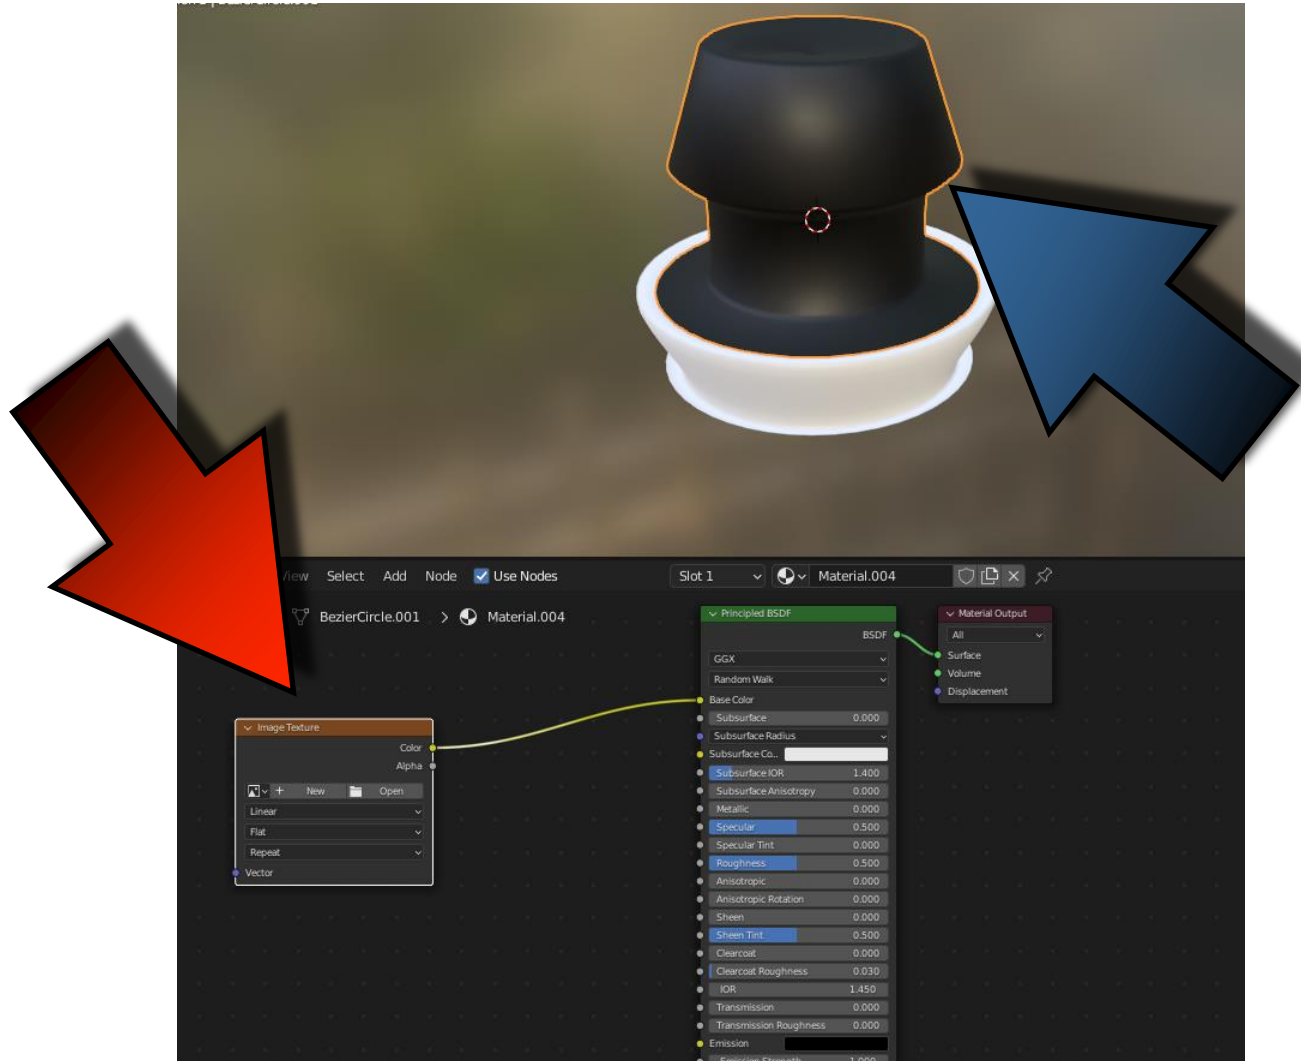 View Select Add Node Use Nodes Slot 1 Material.004
BezierCircle.001 > Material.004
Image Texture
Color
Alpha
+ New Open
Linear
Flat
Repeat
Vector
Principled BSDF
BSDF
GGX
Random Walk
Base Color
Subsurface 0.000
Subsurface Radius
Subsurface Co..
Subsurface IOR 1.400
Subsurface Anisotropy 0.000
Metallic 0.000
Specular 0.500
Specular Tint 0.000
Roughness 0.500
Anisotropic 0.000
Anisotropic Rotation 0.000
Sheen 0.000
Sheen Tint 0.500
Clearcoat 0.000
Clearcoat Roughness 0.030
IOR 1.450
Transmission 0.000
Transmission Roughness 0.000
Emission
Emission Strength 1.000
Material Output
All
Surface
Volume
Displacement